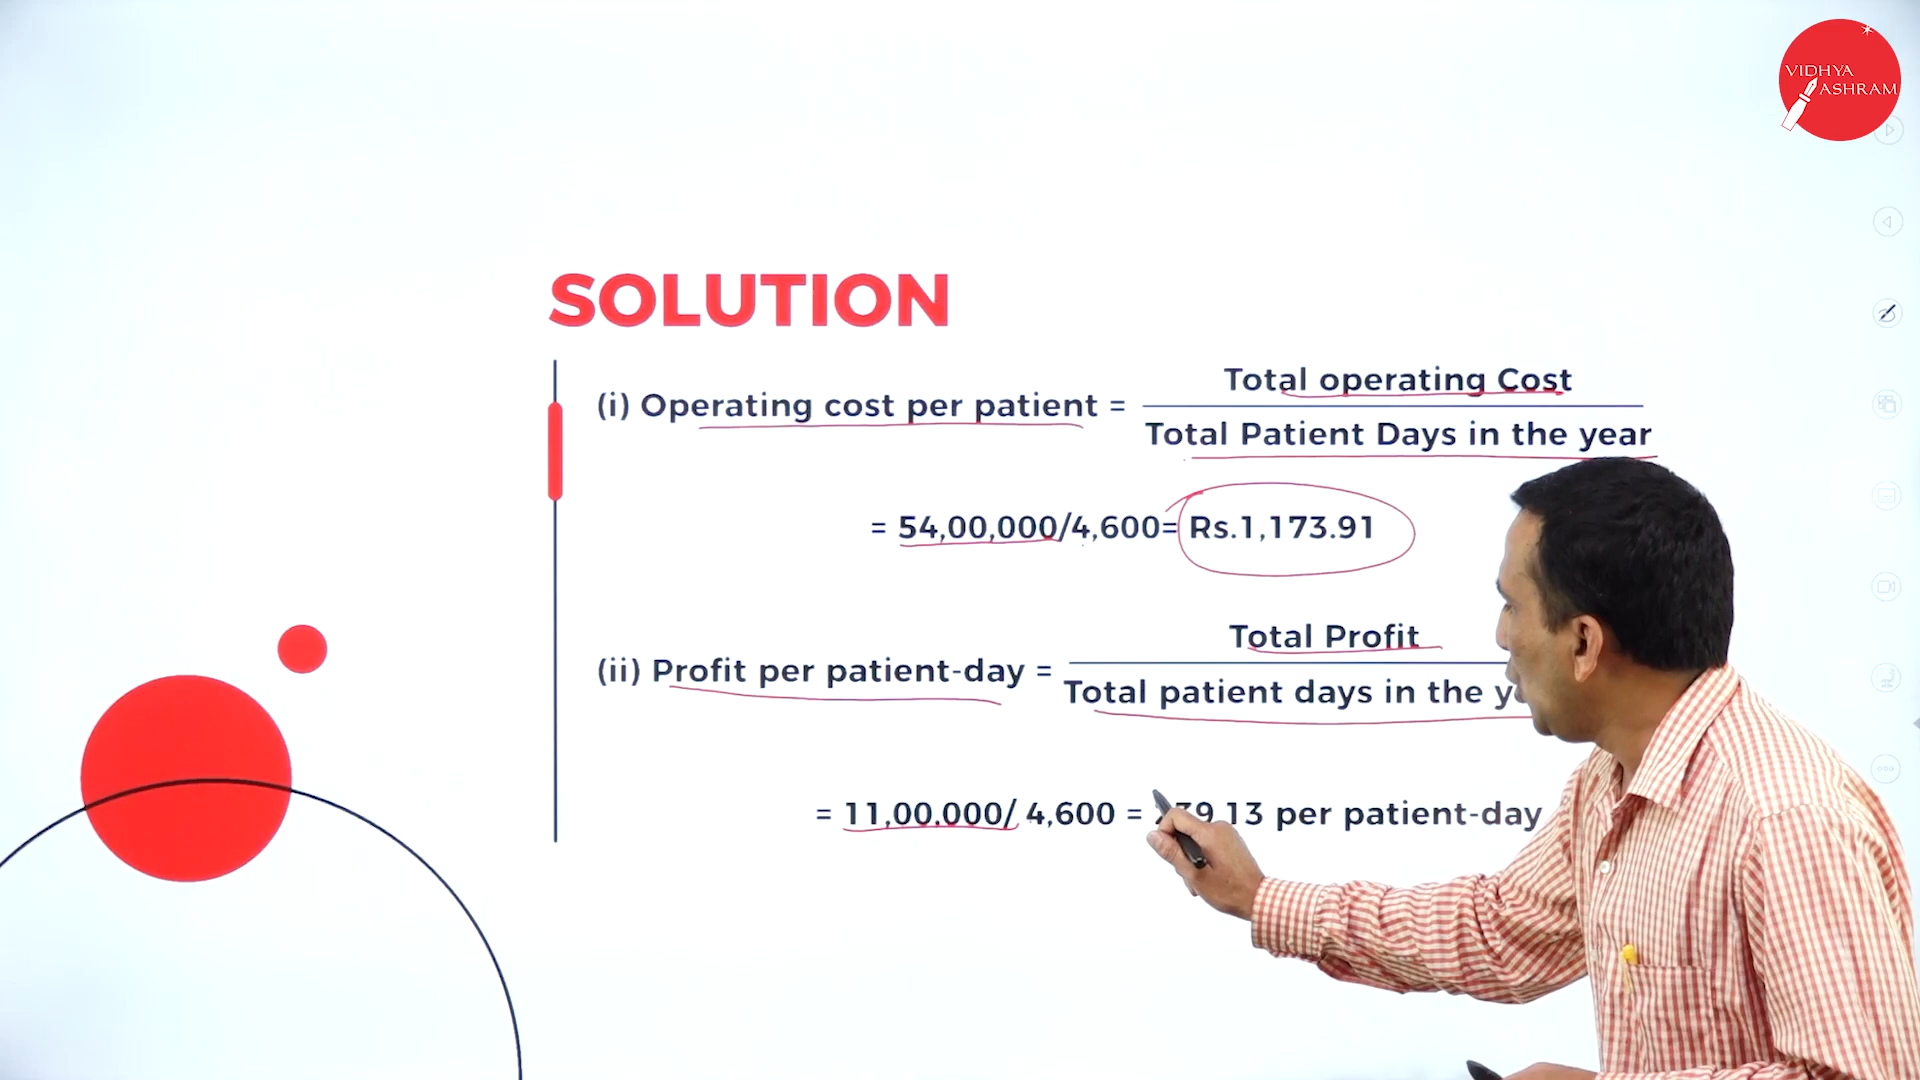 VIDHYA
ASHRAM
SOLUTION
(i) Operating cost per patient = Total operating Cost
Total Patient Days in the year
= 54,00,000/4,600= Rs.1,173.91
(ii) Profit per patient-day = Total Profit
Total patient days in the
= 11,00,000/ 4,600 = 13 per patient-day